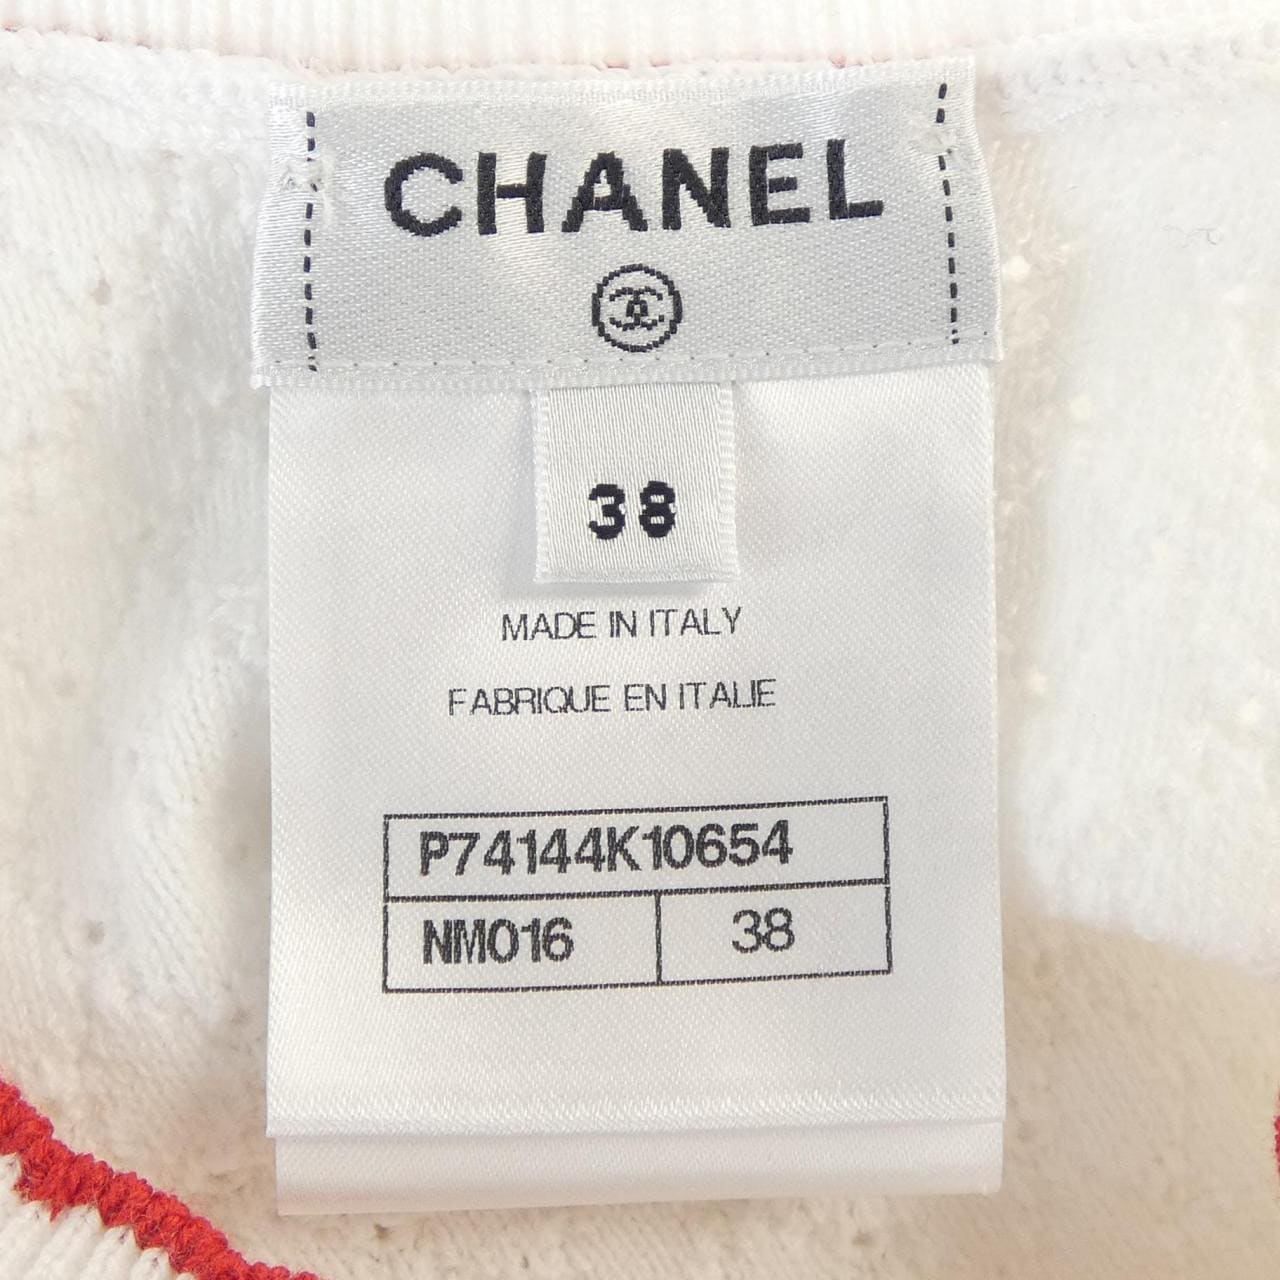 CHANEL
38
MADE IN ITALY
FABRIQUE EN ITALIE
P74144K10654
NM016 38